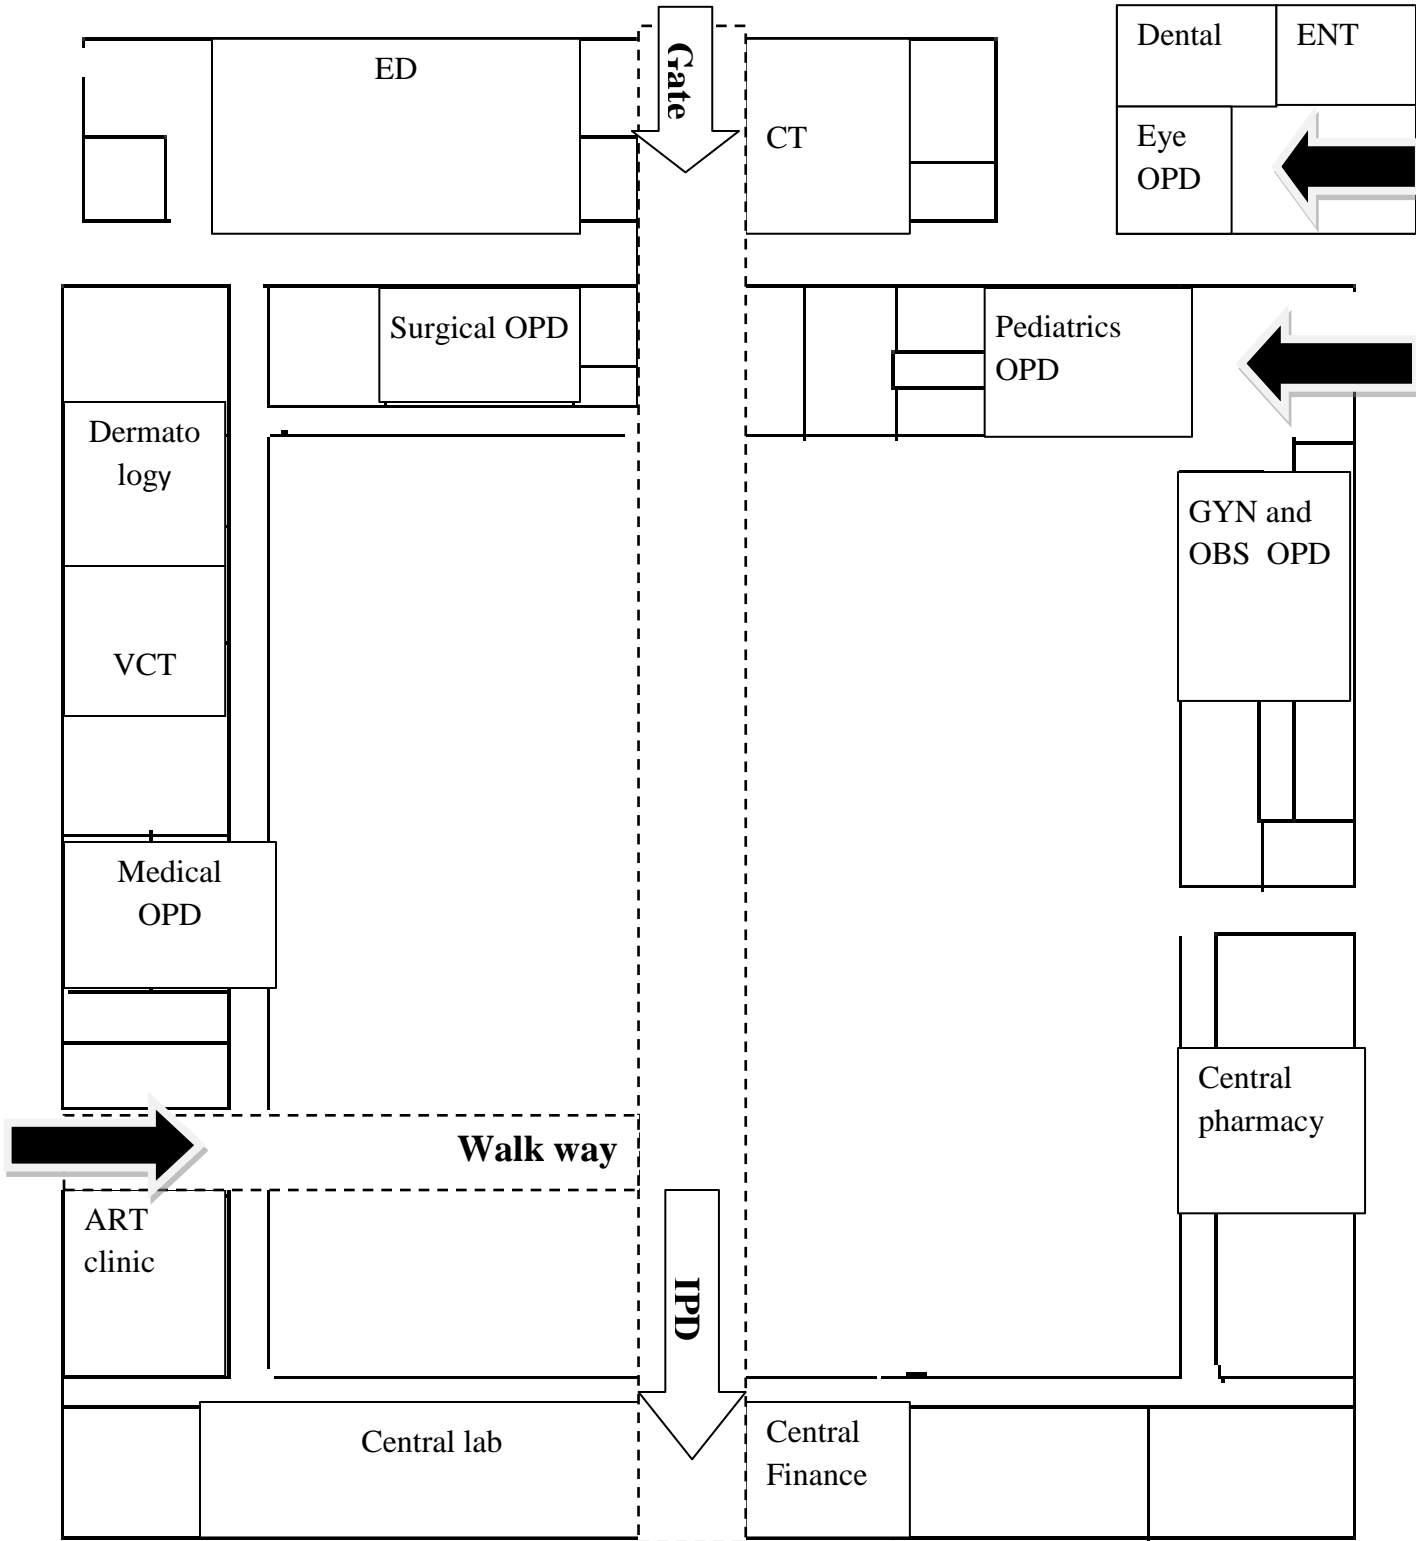 Dental
ENT
ED
Gate
CT
Eye
OPD
Surgical OPD
Pediatrics
OPD
Dermato
logy
GYN and
OBS  OPD
VCT
Medical
OPD
Central
pharmacy
Walk way
ART
clinic
IPD
Central lab
Central
Finance